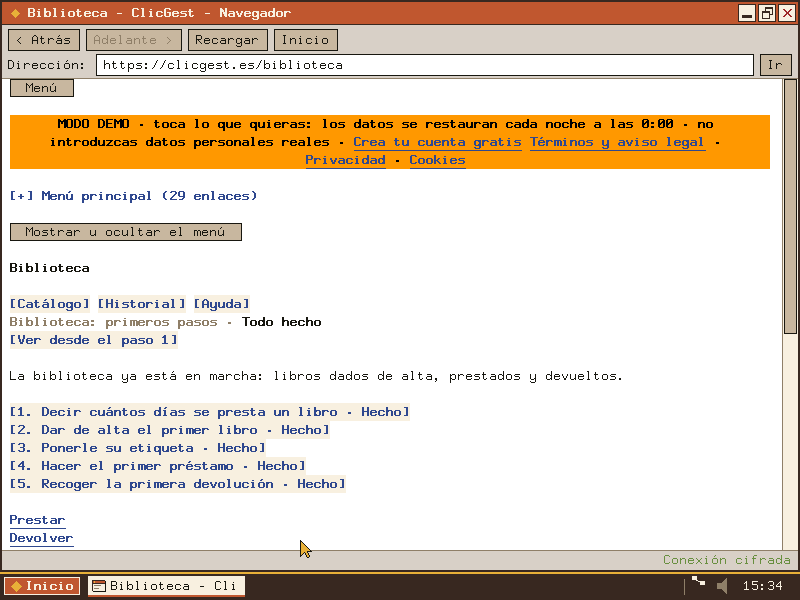 Biblioteca - ClicGest - Navegador
< Atrás Adelante > Recargar Inicio
Dirección: https://clicgest.es/biblioteca Ir
Menú
MODO DEMO - toca lo que quieras: los datos se restauran cada noche a las 0:00 - no
introduzcas datos personales reales - Crea tu cuenta gratis Términos y aviso legal -
Privacidad - Cookies
[+] Menú principal (29 enlaces)
Mostrar u ocultar el menú
Biblioteca
[Catálogo] [Historial] [Ayuda]
Biblioteca: primeros pasos - Todo hecho
[Ver desde el paso 1]
La biblioteca ya está en marcha: libros dados de alta, prestados y devueltos.
[1. Decir cuántos días se presta un libro - Hecho]
[2. Dar de alta el primer libro - Hecho]
[3. Ponerle su etiqueta - Hecho]
[4. Hacer el primer préstamo - Hecho]
[5. Recoger la primera devolución - Hecho]
Prestar
Devolver
Conexión cifrada
Inicio Biblioteca - Cli 15:34